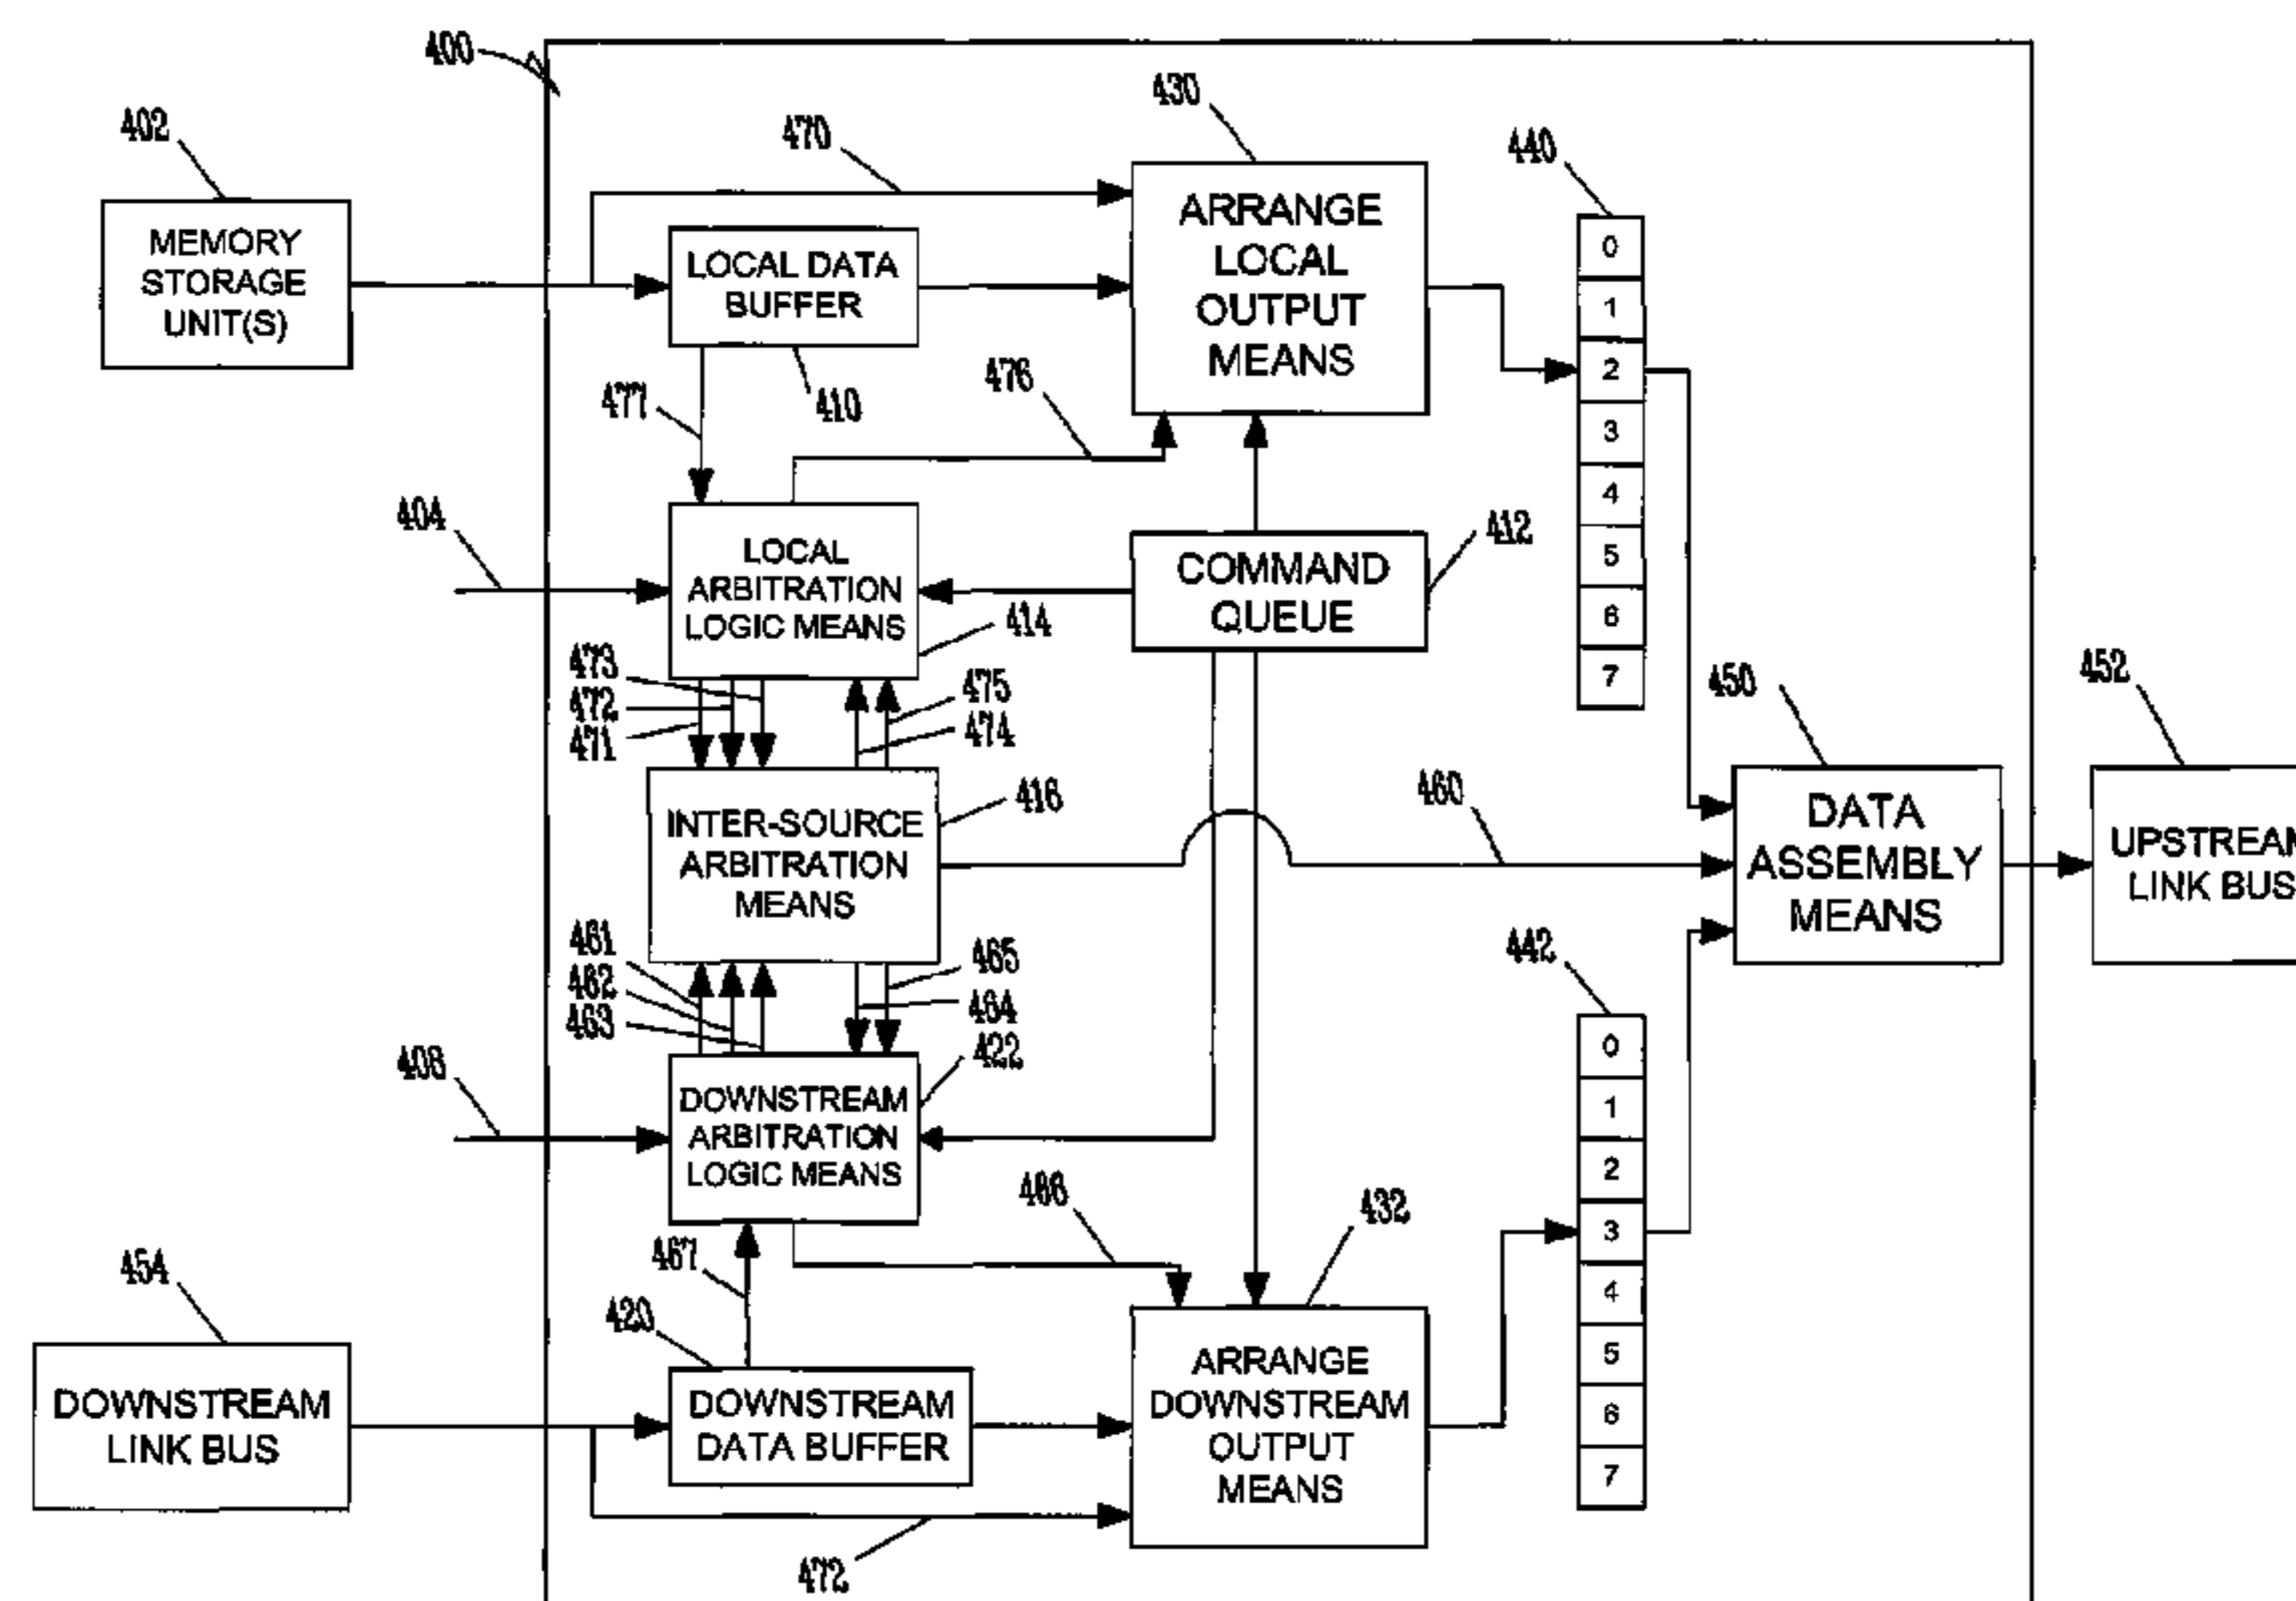 400
402
470
430
440
MEMORY
STORAGE
UNIT(S)
LOCAL DATA
BUFFER
ARRANGE
LOCAL
OUTPUT
MEANS
0
1
2
3
4
5
6
7
477
410
476
404
LOCAL
ARBITRATION
LOGIC MEANS
COMMAND
QUEUE
412
414
473
472
471
475
474
450
452
INTER-SOURCE
ARBITRATION
MEANS
416
460
DATA
ASSEMBLY
MEANS
UPSTREAM
LINK BUS
461
462
463
465
464
442
408
422
DOWNSTREAM
ARBITRATION
LOGIC MEANS
0
1
2
3
4
5
6
7
466
432
454
467
420
DOWNSTREAM
LINK BUS
DOWNSTREAM
DATA BUFFER
ARRANGE
DOWNSTREAM
OUTPUT
MEANS
472